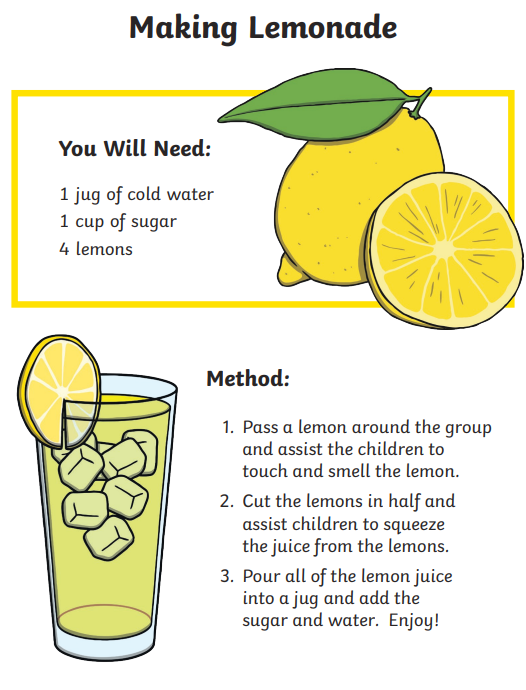 Making Lemonade
You Will Need:
1 jug of cold water
1 cup of sugar
4 lemons
Method:
1. Pass a lemon around the group
and assist the children to
touch and smell the lemon.
2. Cut the lemons in half and
assist children to squeeze
the juice from the lemons.
3. Pour all of the lemon juice
into a jug and add the
sugar and water.  Enjoy!